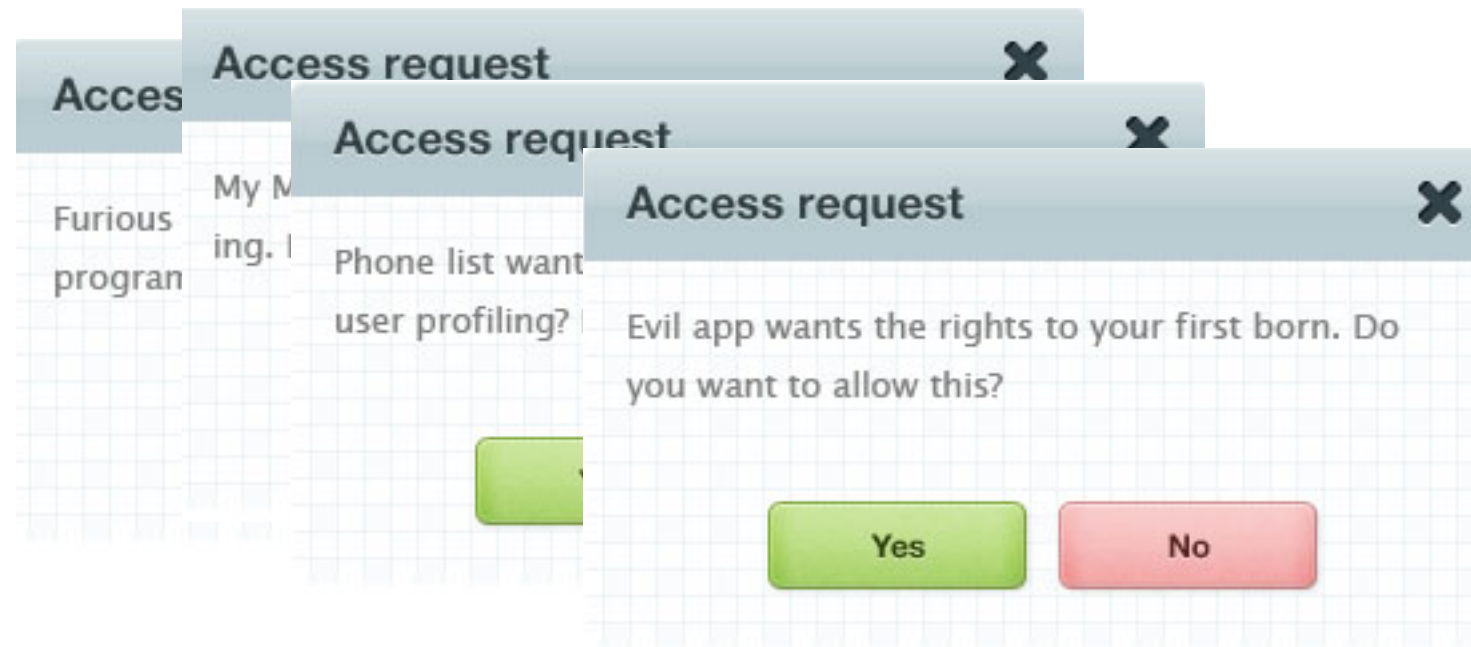 Acces
Furious
program
Access request
My M
ing.
Access request
Phone list want
user profiling?
Access request
Evil app wants the rights to your first born. Do
you want to allow this?
Yes
No